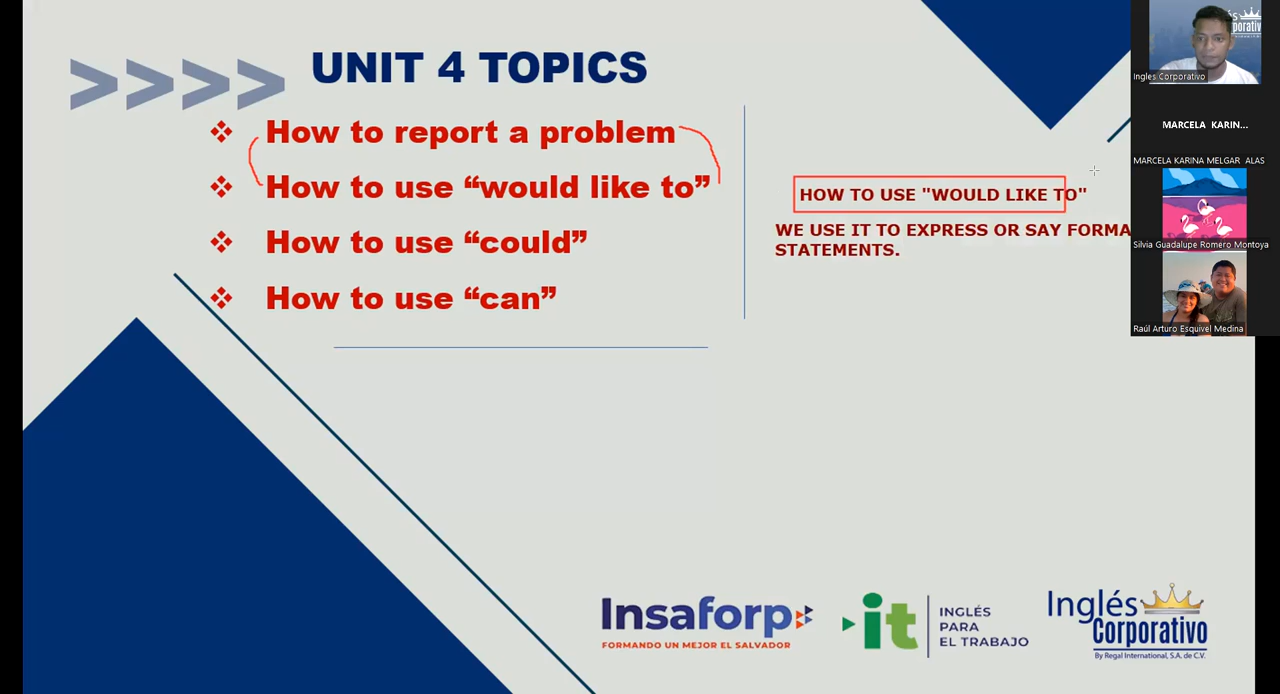 UNIT 4 TOPICS
How to report a problem
How to use “would like to”
How to use “could”
How to use “can”
HOW TO USE "WOULD LIKE TO"
WE USE IT TO EXPRESS OR SAY FORMA
STATEMENTS.
Ingles Corporativo
MARCELA KARIN...
MARCELA KARINA MELGAR ALAS
Silvia Guadalupe Romero Montoya
Raúl Arturo Esquivel Medina
Insaforp
FORMANDO UN MEJOR EL SALVADOR
it
INGLÉS
PARA
EL TRABAJO
Inglés
Corporativo
By Regal International, S.A. de C.V.